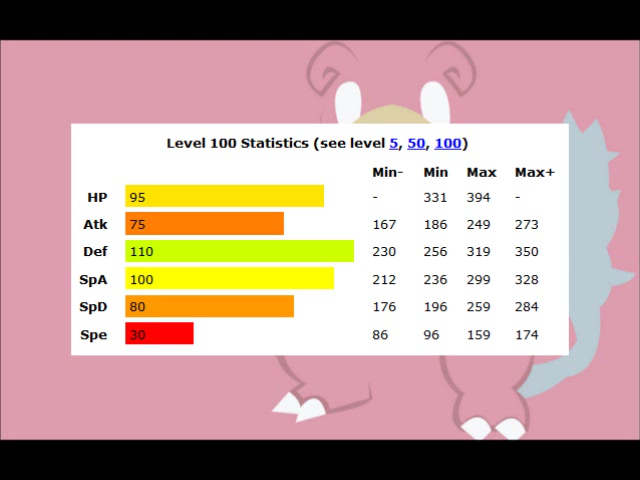 Level 100 Statistics (see level 5, 50, 100)
Min- Min Max Max+
HP 95 - 331 394 -
Atk 75 167 186 249 273
Def 110 230 256 319 350
SpA 100 212 236 299 328
SpD 80 176 196 259 284
Spe 30 86 96 159 174